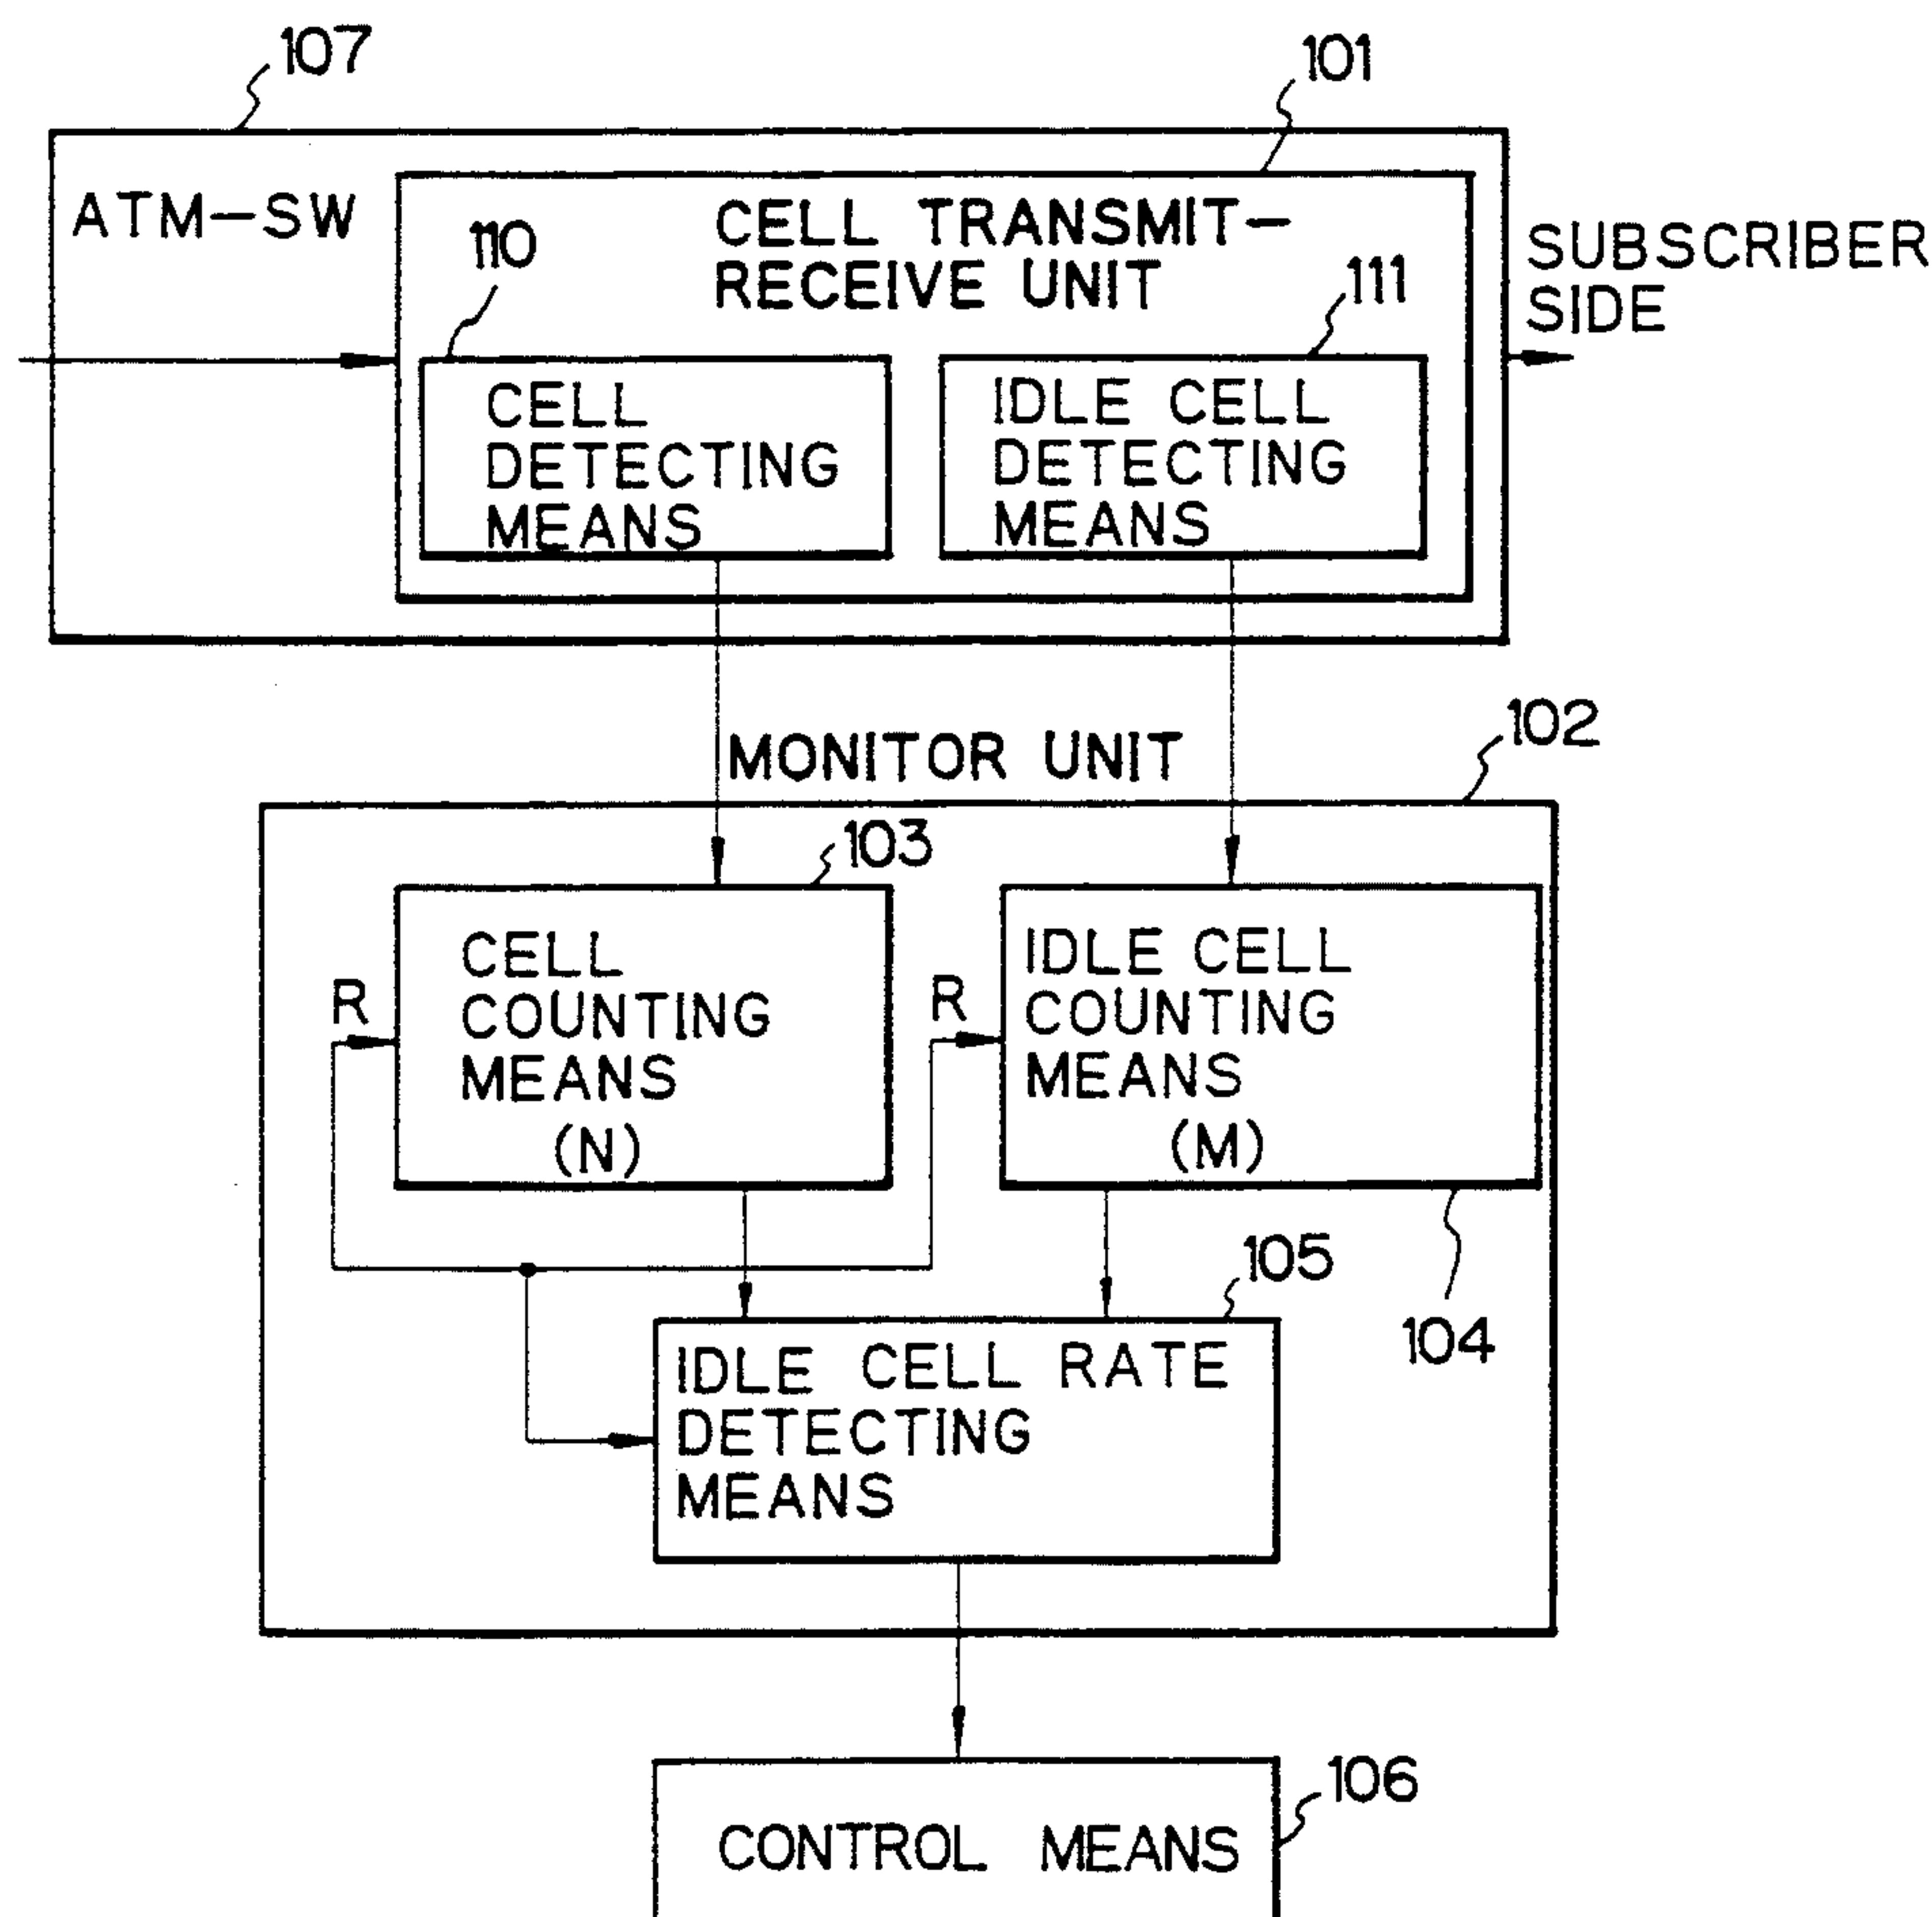 107
101
ATM-SW
110
CELL TRANSMIT-
RECEIVE UNIT
111
SUBSCRIBER
SIDE
CELL
DETECTING
MEANS
IDLE CELL
DETECTING
MEANS
MONITOR UNIT
102
103
R
CELL
COUNTING
MEANS
(N)
R
IDLE CELL
COUNTING
MEANS
(M)
105
104
IDLE CELL RATE
DETECTING
MEANS
106
CONTROL MEANS